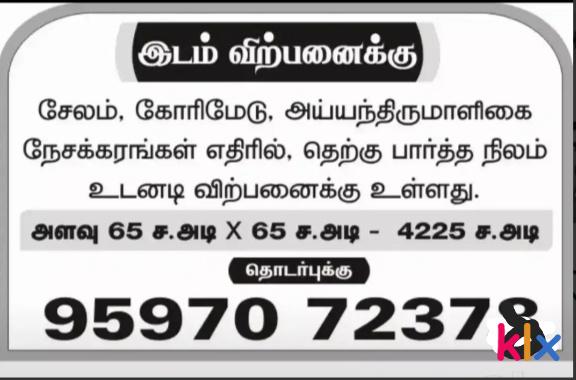 இடம் விற்பனைக்கு
சேலம், கோரிமேடு, அய்யந்திருமாளிகை
நேசக்கரங்கள் எதிரில், தெற்கு பார்த்த நிலம்
உடனடி விற்பனைக்கு உள்ளது.
அளவு 65 ச.அடி X 65 ச.அடி - 4225 ச.அடி
தொடர்புக்கு
95970 72378
klx